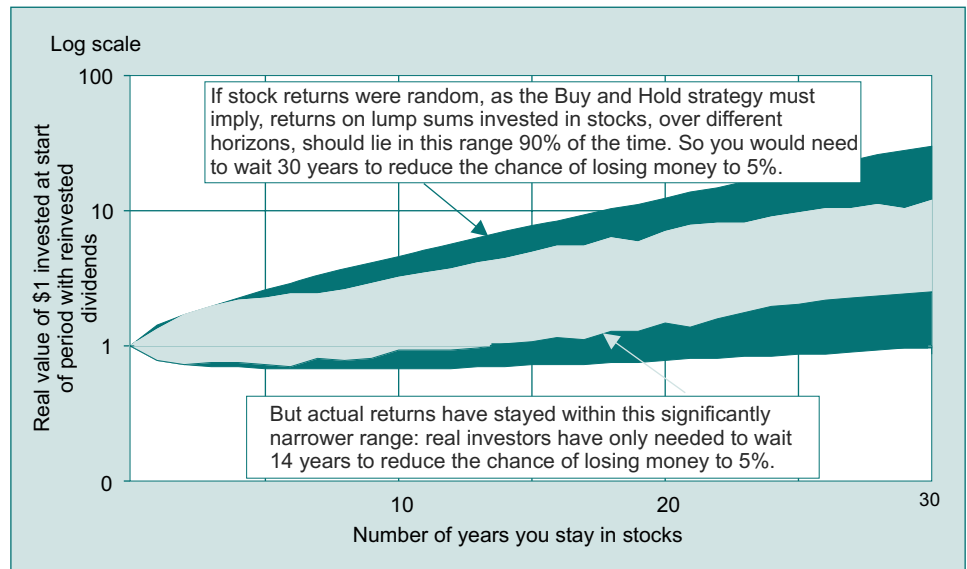 Log scale
100
If stock returns were random, as the Buy and Hold strategy must
imply, returns on lump sums invested in stocks, over different
horizons, should lie in this range 90% of the time. So you would need
to wait 30 years to reduce the chance of losing money to 5%.
10
Real value of $1 invested at start
of period with reinvested
dividends
1
But actual returns have stayed within this significantly
narrower range: real investors have only needed to wait
14 years to reduce the chance of losing money to 5%.
0
10
20
30
Number of years you stay in stocks